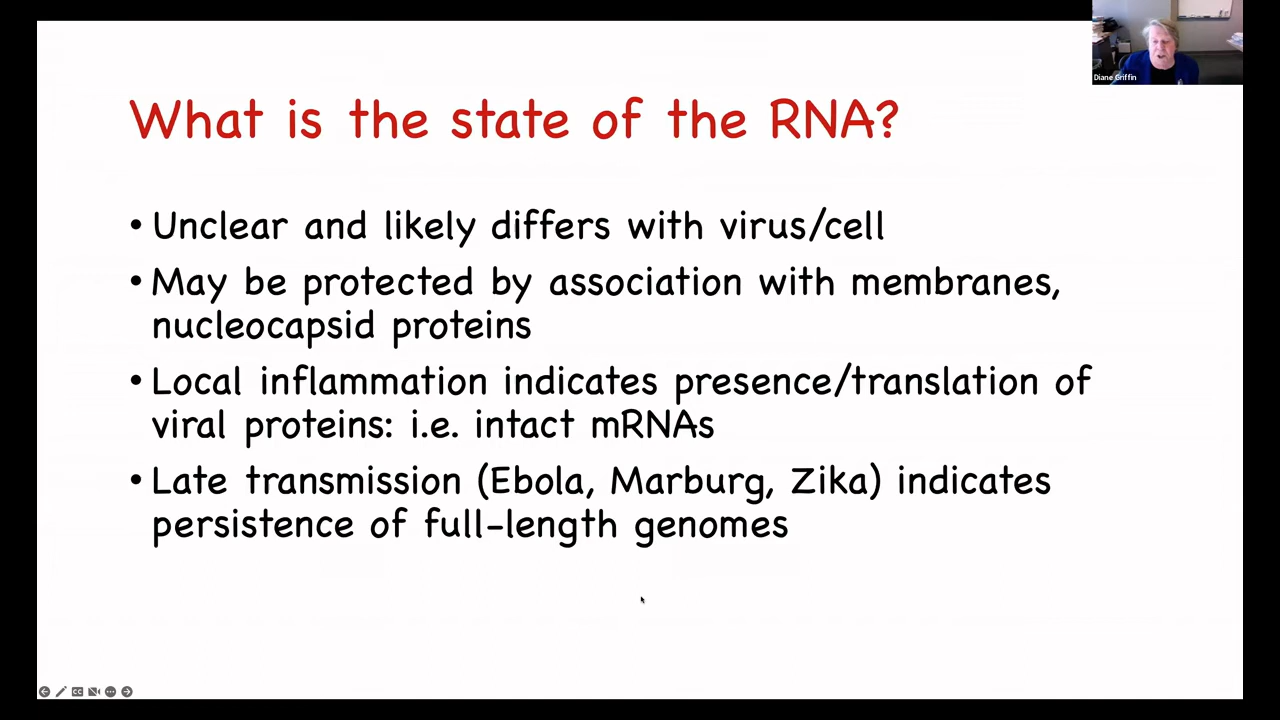 Diane Griffin
What is the state of the RNA?
• Unclear and likely differs with virus/cell
• May be protected by association with membranes,
nucleocapsid proteins
• Local inflammation indicates presence/translation of
viral proteins: i.e. intact mRNAs
• Late transmission (Ebola, Marburg, Zika) indicates
persistence of full-length genomes